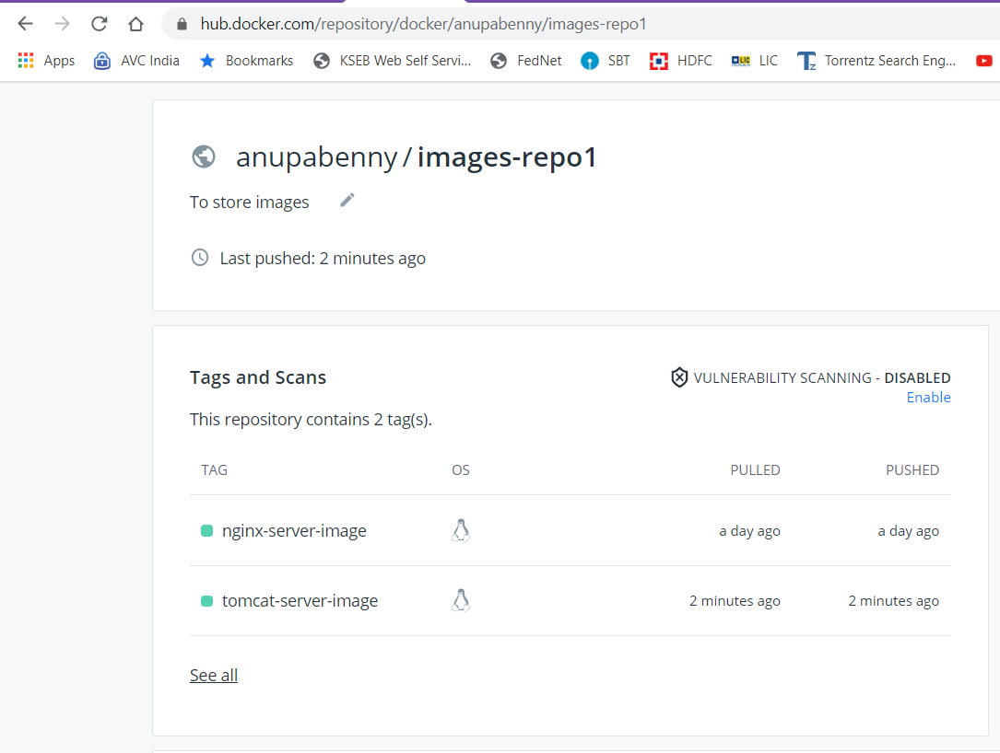 hub.docker.com/repository/docker/anupabenny/images-repo1
Apps AVC India Bookmarks KSEB Web Self Servi... FedNet SBT HDFC LIC LIC Tz Torrentz Search Eng...
anupabenny / images-repo1
To store images
Last pushed: 2 minutes ago
Tags and Scans VULNERABILITY SCANNING - DISABLED
Enable
This repository contains 2 tag(s).
TAG OS PULLED PUSHED
nginx-server-image a day ago a day ago
tomcat-server-image 2 minutes ago 2 minutes ago
See all